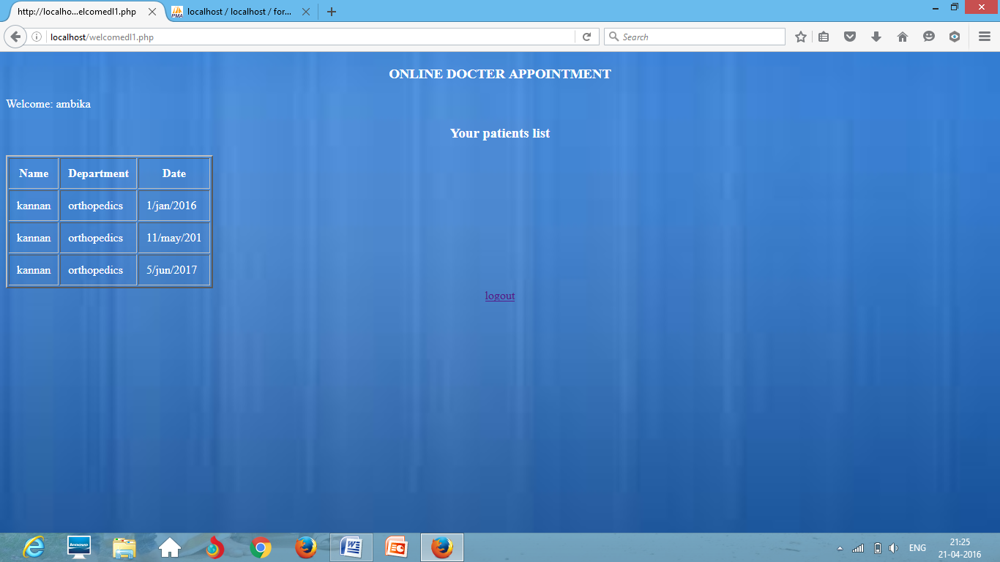 http://localho...elcomedl1.php
localhost / localhost / for...
localhost/welcomedl1.php
Search
ONLINE DOCTER APPOINTMENT
Welcome: ambika
Your patients list
Name Department Date
kannan orthopedics 1/jan/2016
kannan orthopedics 11/may/201
kannan orthopedics 5/jun/2017
logout
lenovo
ENG
21:25
21-04-2016